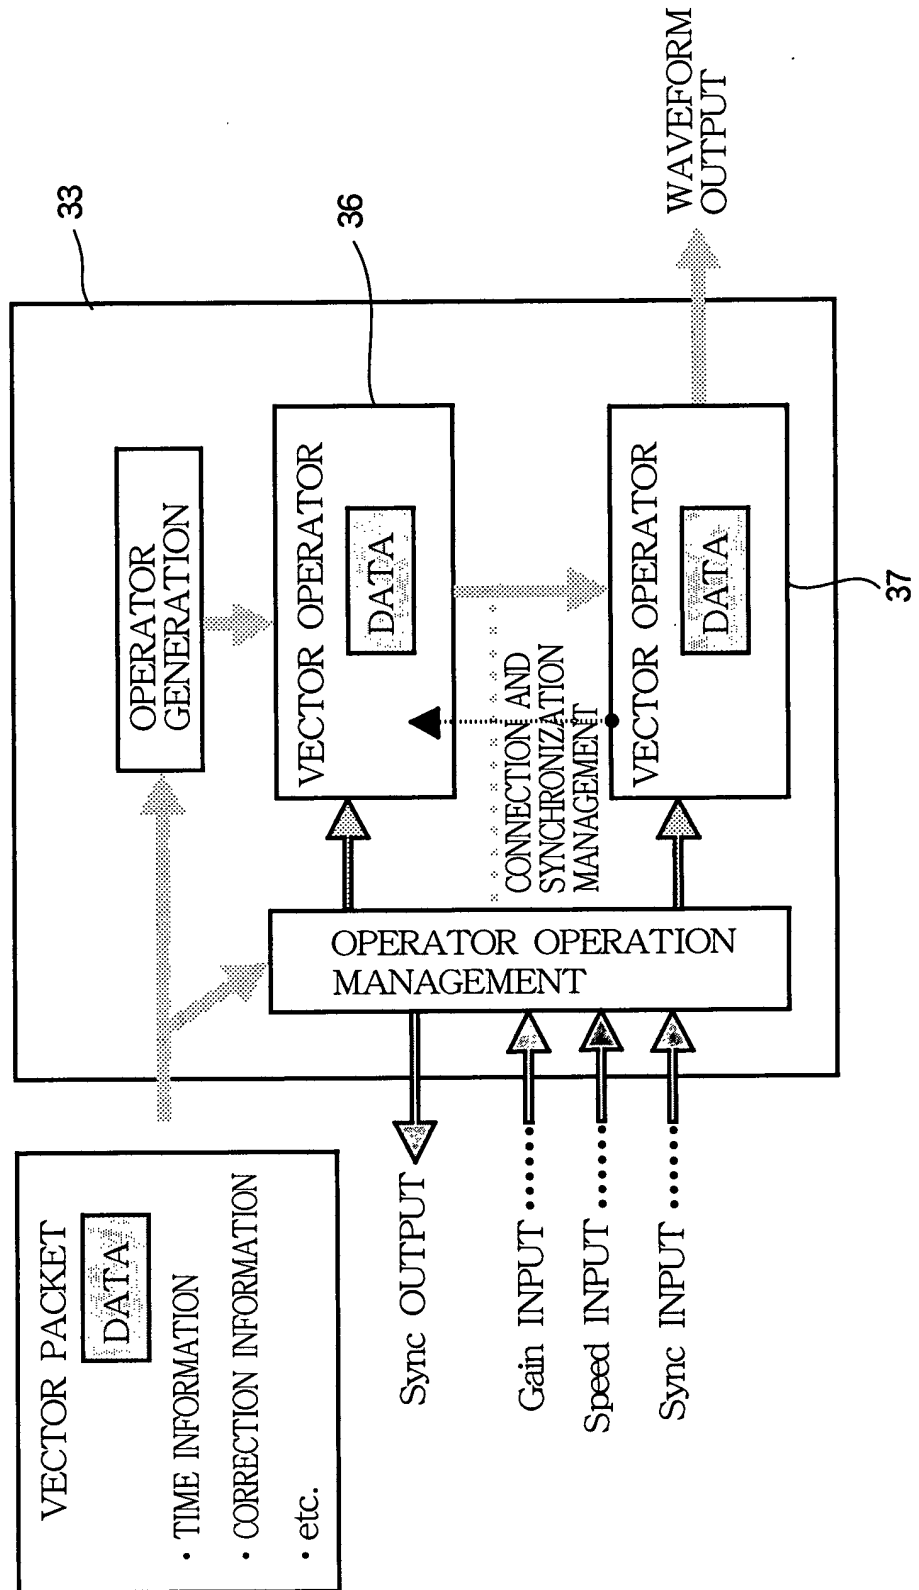 VECTOR PACKET
DATA
· TIME INFORMATION
· CORRECTION INFORMATION
· etc.
33
OPERATOR
GENERATION
36
VECTOR OPERATOR
DATA
CONNECTION AND
SYNCHRONIZATION
MANAGEMENT
VECTOR OPERATOR
DATA
37
WAVEFORM
OUTPUT
OPERATOR OPERATION
MANAGEMENT
Sync OUTPUT
Gain INPUT
Speed INPUT
Sync INPUT